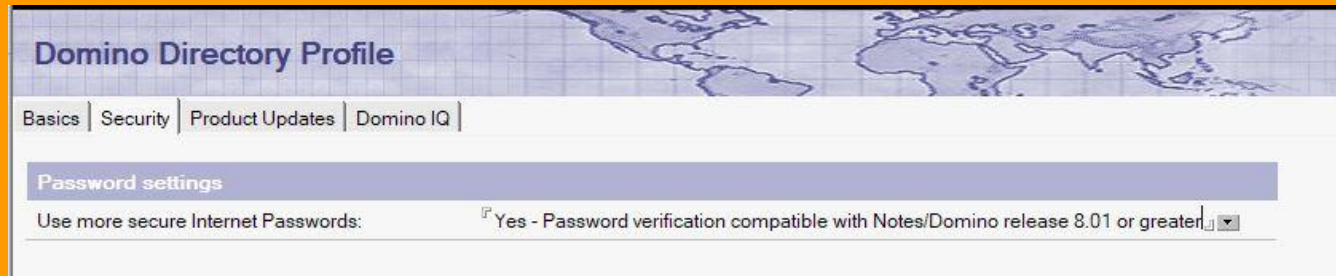 Domino Directory Profile
Basics Security Product Updates Domino IQ
Password settings
Use more secure Internet Passwords: Yes - Password verification compatible with Notes/Domino release 8.01 or greater